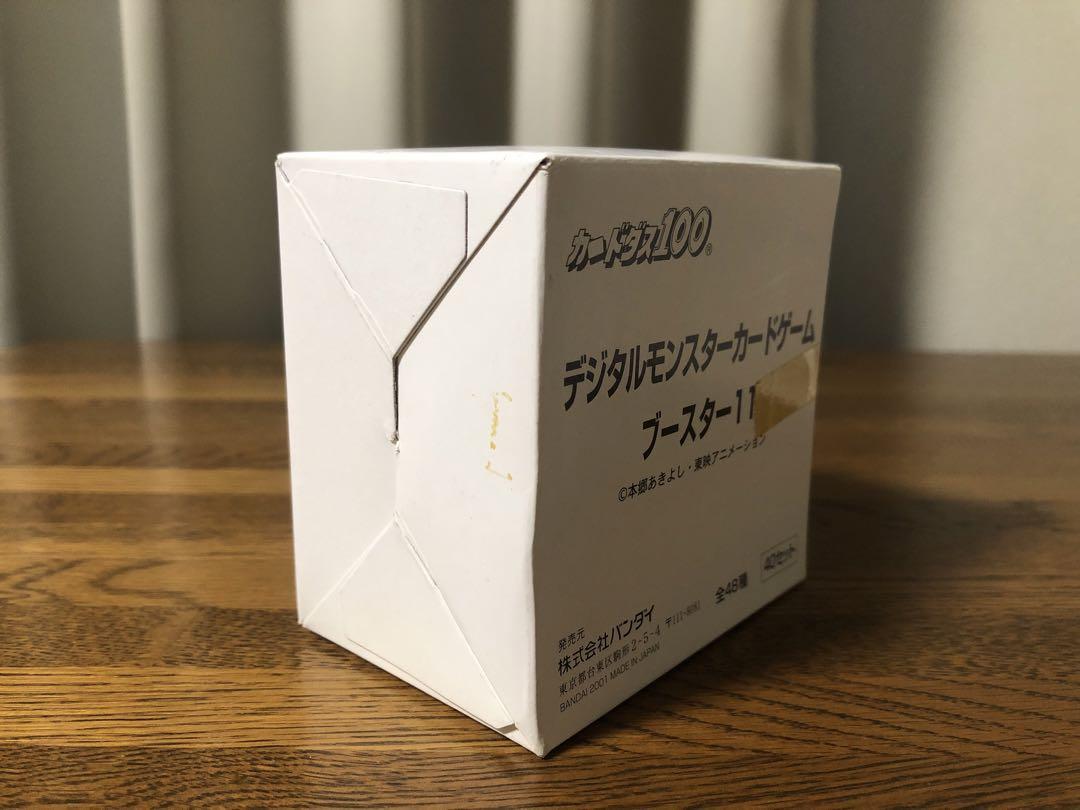 カードダス100®
デジタルモンスターカードゲーム
ブースター11
©本郷あきよし・東映アニメーション
40セット
全48種
発売元
株式会社バンダイ
東京都台東区駒形2-5-4 〒111-8081
BANDAI 2001 MADE IN JAPAN